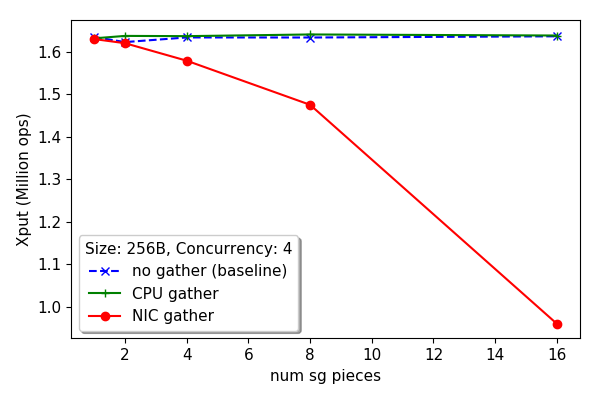 1.6
1.5
1.4
1.3
1.2
1.1
1.0
Xput (Million ops)
Size: 256B, Concurrency: 4
no gather (baseline)
CPU gather
NIC gather
2 4 6 8 10 12 14 16
num sg pieces